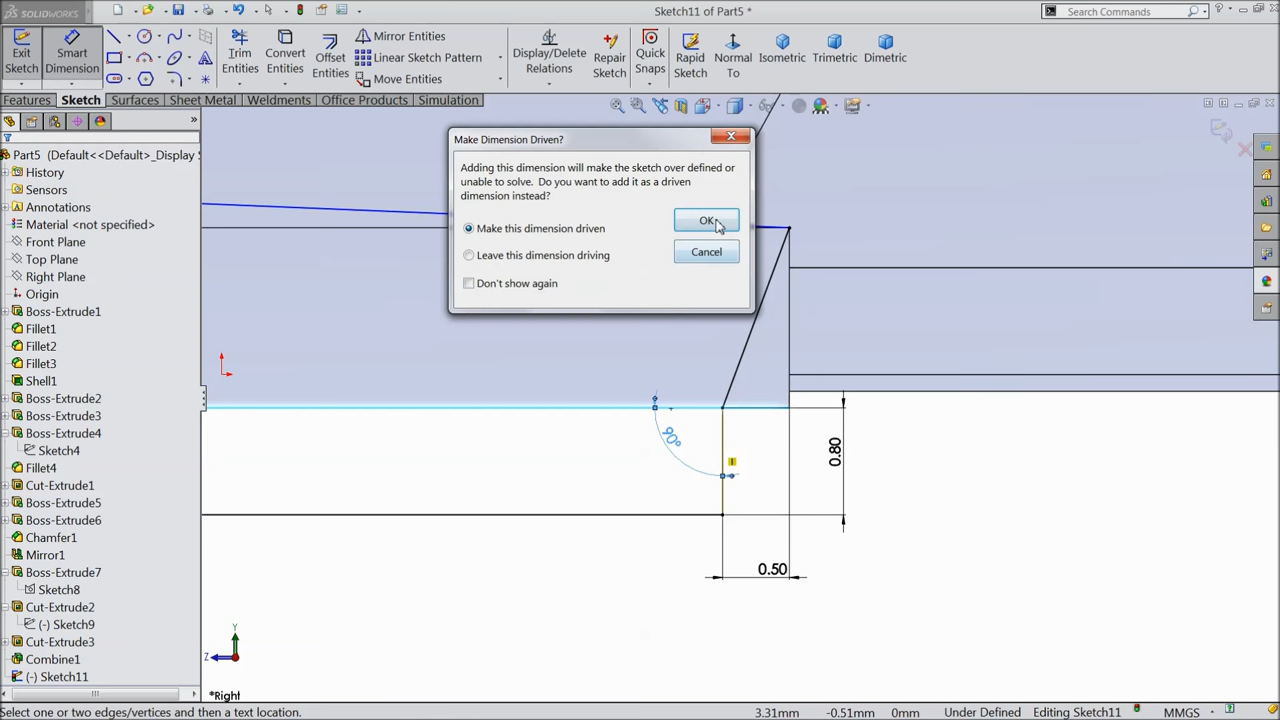 SOLIDWORKS
Sketch11 of Part5 *
Search Commands
Exit Sketch
Smart Dimension
Trim Entities
Convert Entities
Offset Entities
Mirror Entities
Linear Sketch Pattern
Move Entities
Display/Delete Relations
Repair Sketch
Quick Snaps
Rapid Sketch
Normal To
Isometric
Trimetric
Dimetric
Features
Sketch
Surfaces
Sheet Metal
Weldments
Office Products
Simulation
Part5 (Default<<Default>_Display S
History
Sensors
Annotations
Material <not specified>
Front Plane
Top Plane
Right Plane
Origin
Boss-Extrude1
Fillet1
Fillet2
Fillet3
Shell1
Boss-Extrude2
Boss-Extrude3
Boss-Extrude4
Sketch4
Fillet4
Cut-Extrude1
Boss-Extrude5
Boss-Extrude6
Chamfer1
Mirror1
Boss-Extrude7
Sketch8
Cut-Extrude2
(-) Sketch9
Cut-Extrude3
Combine1
(-) Sketch11
Make Dimension Driven?
Adding this dimension will make the sketch over defined or
unable to solve. Do you want to add it as a driven
dimension instead?
Make this dimension driven
Leave this dimension driving
Don't show again
OK
Cancel
90°
0.80
0.50
Y
Z
*Right
Select one or two edges/vertices and then a text location.
3.31mm
-0.51mm
0mm
Under Defined
Editing Sketch11
MMGS